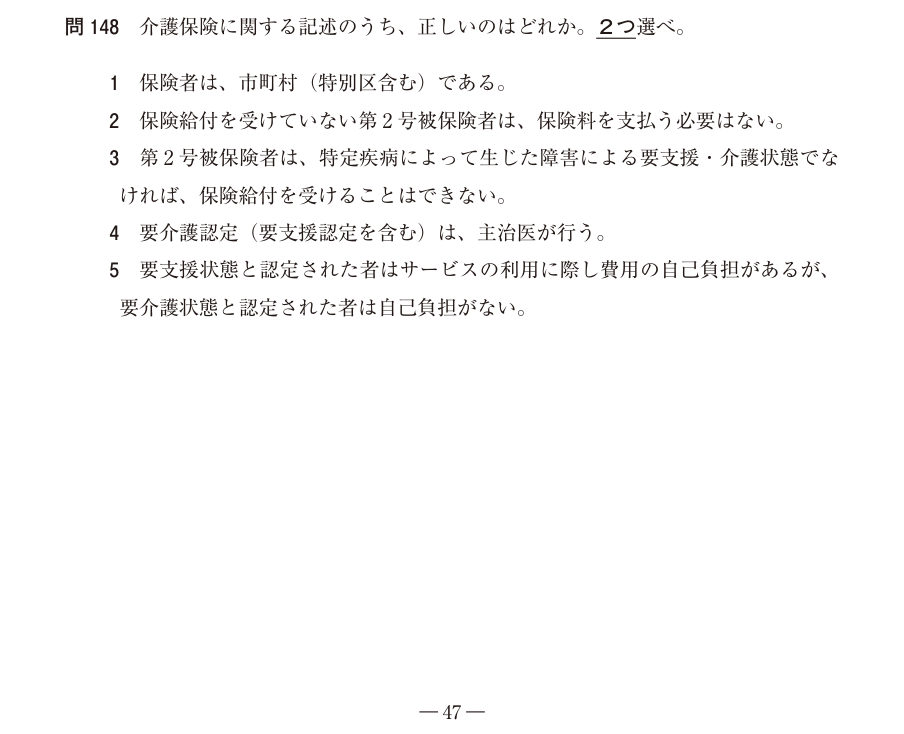 問 148　介護保険に関する記述のうち、正しいのはどれか。２つ選べ。
1　保険者は、市町村（特別区含む）である。
2　保険給付を受けていない第２号被保険者は、保険料を支払う必要はない。
3　第２号被保険者は、特定疾病によって生じた障害による要支援・介護状態でな
ければ、保険給付を受けることはできない。
4　要介護認定（要支援認定を含む）は、主治医が行う。
5　要支援状態と認定された者はサービスの利用に際し費用の自己負担があるが、
要介護状態と認定された者は自己負担がない。
― 47 ―